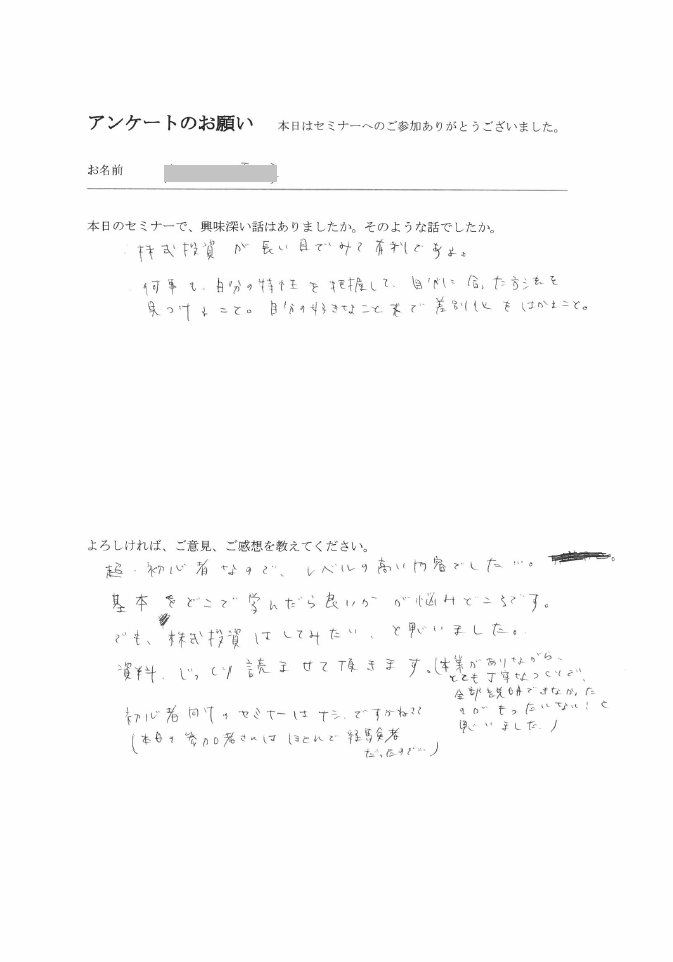 アンケートのお願い　本日はセミナーへのご参加ありがとうございました。
お名前
本日のセミナーで、興味深い話はありましたか。そのような話でしたか。
・株式投資が長い目でみて有利である。
・何事も、自分の特性を把握して、自分に合った方法を
見つけること。自分の好きなことまで差別化をはかること。
よろしければ、ご意見、ご感想を教えてください。
超・初心者なので、レベルの高い内容でした…。
基本をどこで学んだら良いかが悩みどころです。
でも、株式投資はしてみたい、と思いました。
資料、じっくり読ませて頂きます。(本業がありながら、
とても丁寧なつくりで、
全部説明できなかった
のがもったいない！と
思いました。)
初心者向けのセミナーはナシ、ですかね??
(本日の参加者さんはほとんど経験者
だったので…)